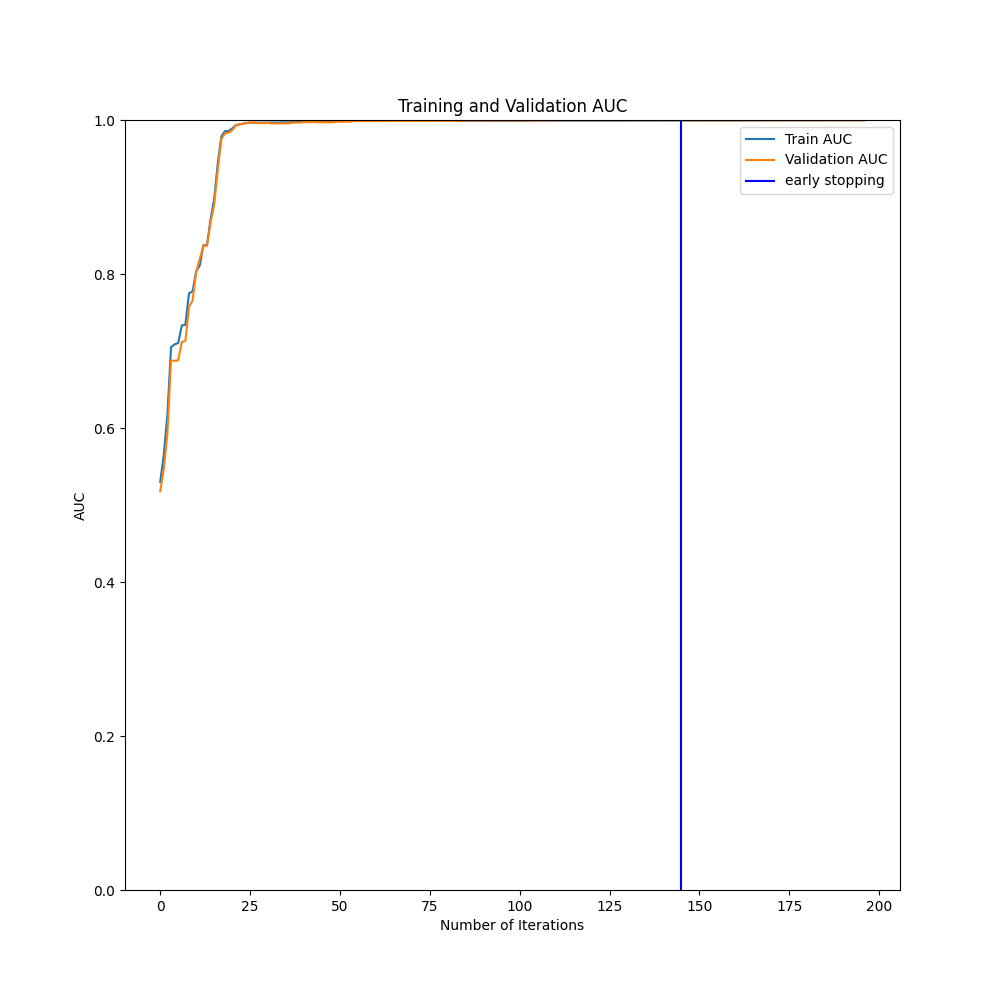 Training and Validation AUC
1.0
0.8
0.6
0.4
0.2
0.0
AUC
Train AUC
Validation AUC
early stopping
0 25 50 75 100 125 150 175 200
Number of Iterations